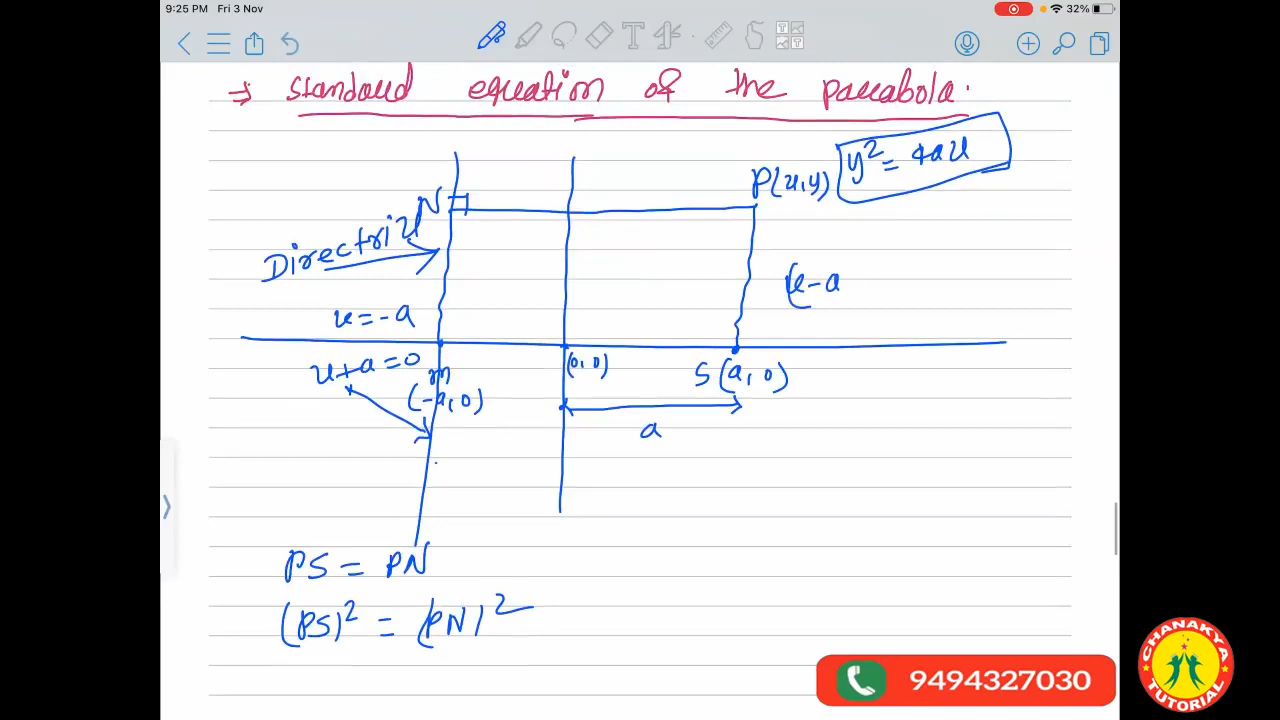 9:25 PM Fri 3 Nov
32%
→ standard equation of the parabola.
y² = 4ax
P(x,y)
N
Directrix
(x-a
x = -a
x+a=0
m
(-a,0)
(0,0)
S(a,0)
a
PS = PN
(PS)² = (PN)²
9494327030
CHANAKYA
TUTORIAL